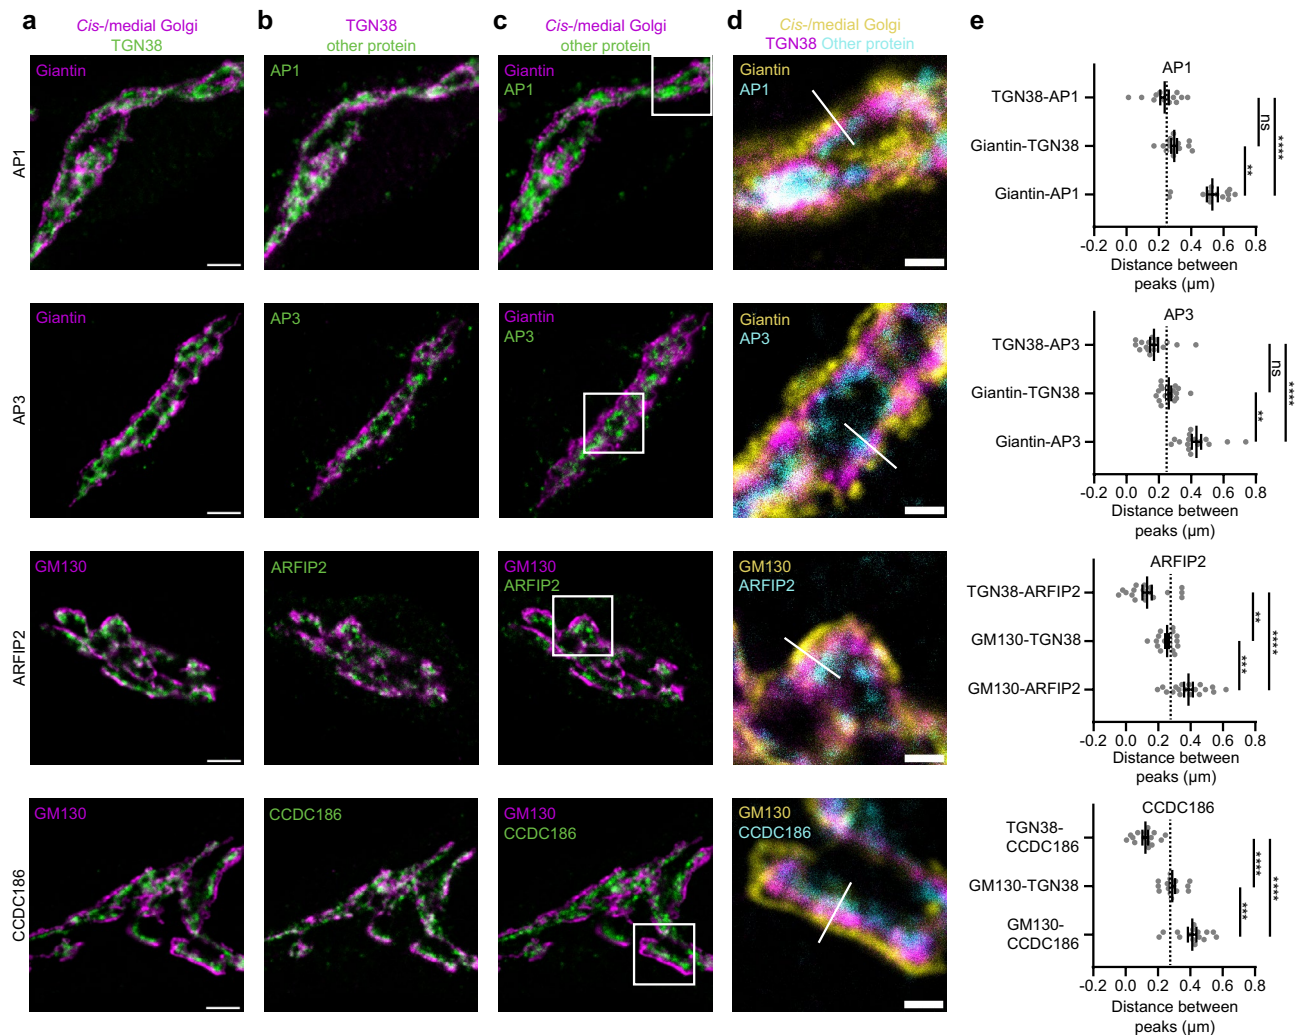 a
Cis-/medial Golgi
TGN38
b
TGN38
other protein
c
Cis-/medial Golgi
other protein
d
Cis-/medial Golgi
TGN38 Other protein
e
AP1
Giantin
AP1
Giantin
AP1
Giantin
AP1
AP1
TGN38-AP1
Giantin-TGN38
Giantin-AP1
ns
**
****
-0.2 0.0 0.2 0.4 0.6 0.8
Distance between
peaks (µm)
AP3
Giantin
AP3
Giantin
AP3
Giantin
AP3
AP3
TGN38-AP3
Giantin-TGN38
Giantin-AP3
ns
**
****
-0.2 0.0 0.2 0.4 0.6 0.8
Distance between
peaks (µm)
ARFIP2
GM130
ARFIP2
GM130
ARFIP2
GM130
ARFIP2
ARFIP2
TGN38-ARFIP2
GM130-TGN38
GM130-ARFIP2
**
***
****
-0.2 0.0 0.2 0.4 0.6 0.8
Distance between
peaks (µm)
CCDC186
GM130
CCDC186
GM130
CCDC186
GM130
CCDC186
CCDC186
TGN38-
CCDC186
GM130-TGN38
GM130-
CCDC186
****
***
****
-0.2 0.0 0.2 0.4 0.6 0.8
Distance between
peaks (µm)